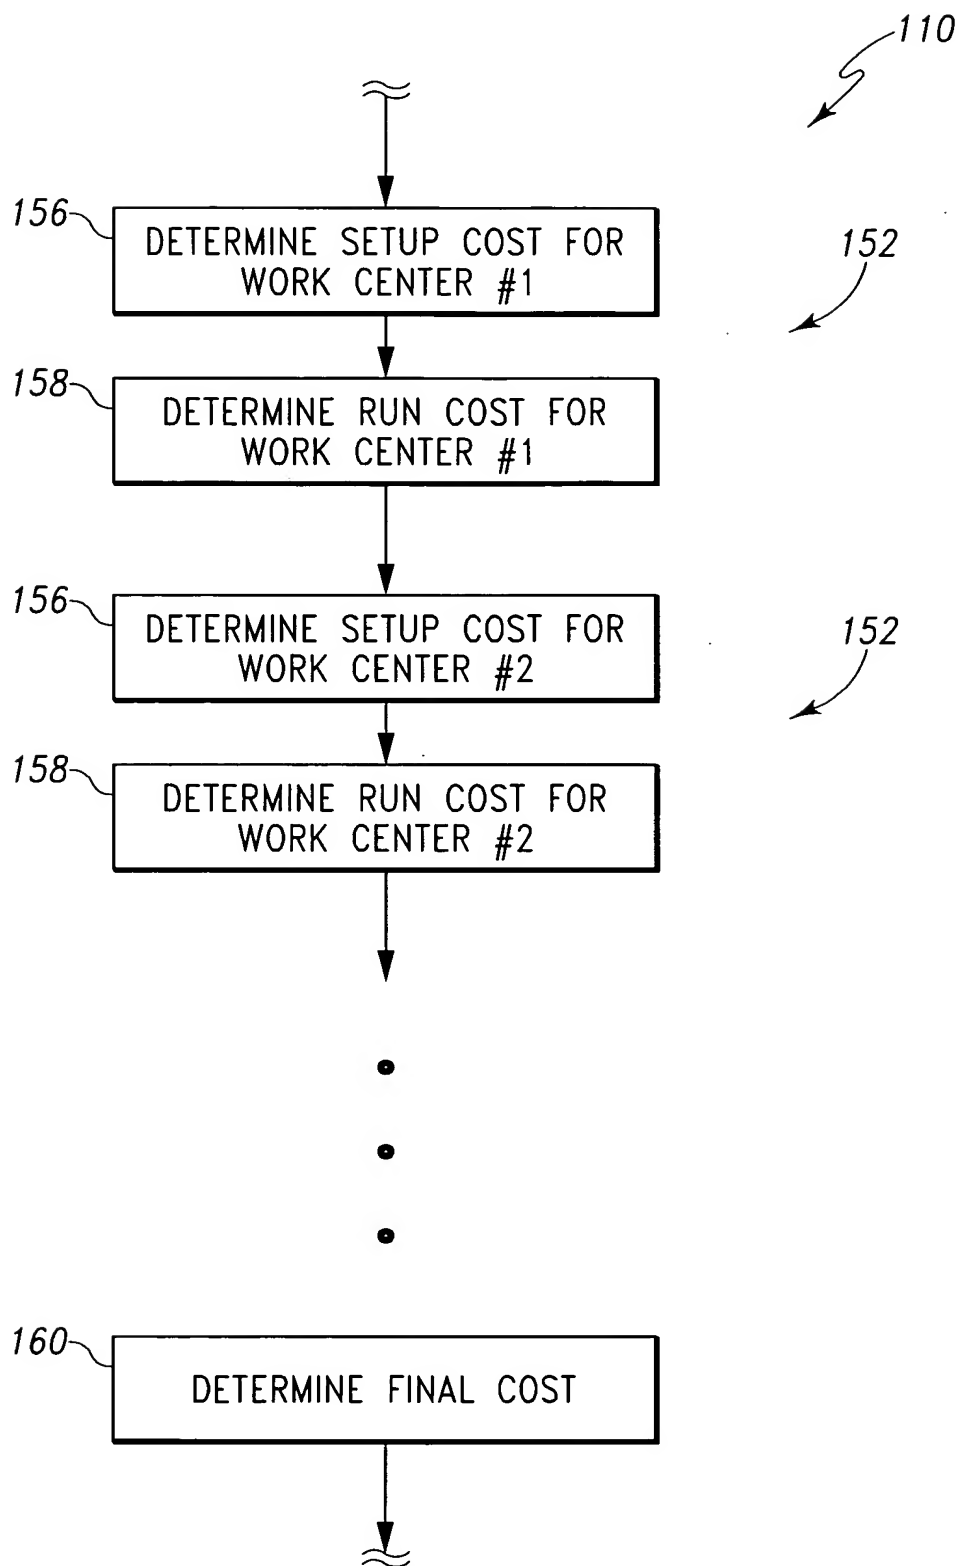 110
156
DETERMINE SETUP COST FOR
WORK CENTER #1
152
158
DETERMINE RUN COST FOR
WORK CENTER #1
156
DETERMINE SETUP COST FOR
WORK CENTER #2
152
158
DETERMINE RUN COST FOR
WORK CENTER #2
160
DETERMINE FINAL COST